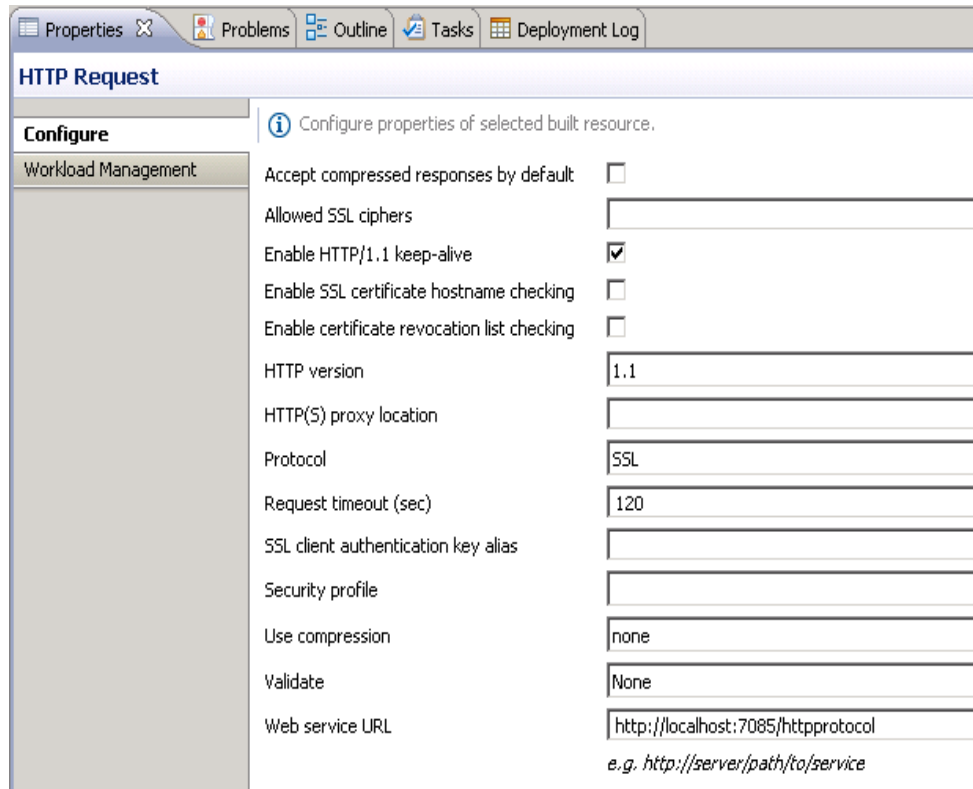 Properties Problems Outline Tasks Deployment Log
HTTP Request
Configure
Workload Management
Configure properties of selected built resource.
Accept compressed responses by default
Allowed SSL ciphers
Enable HTTP/1.1 keep-alive
Enable SSL certificate hostname checking
Enable certificate revocation list checking
HTTP version 1.1
HTTP(S) proxy location
Protocol SSL
Request timeout (sec) 120
SSL client authentication key alias
Security profile
Use compression none
Validate None
Web service URL http://localhost:7085/httpprotocol
e.g. http://server/path/to/service